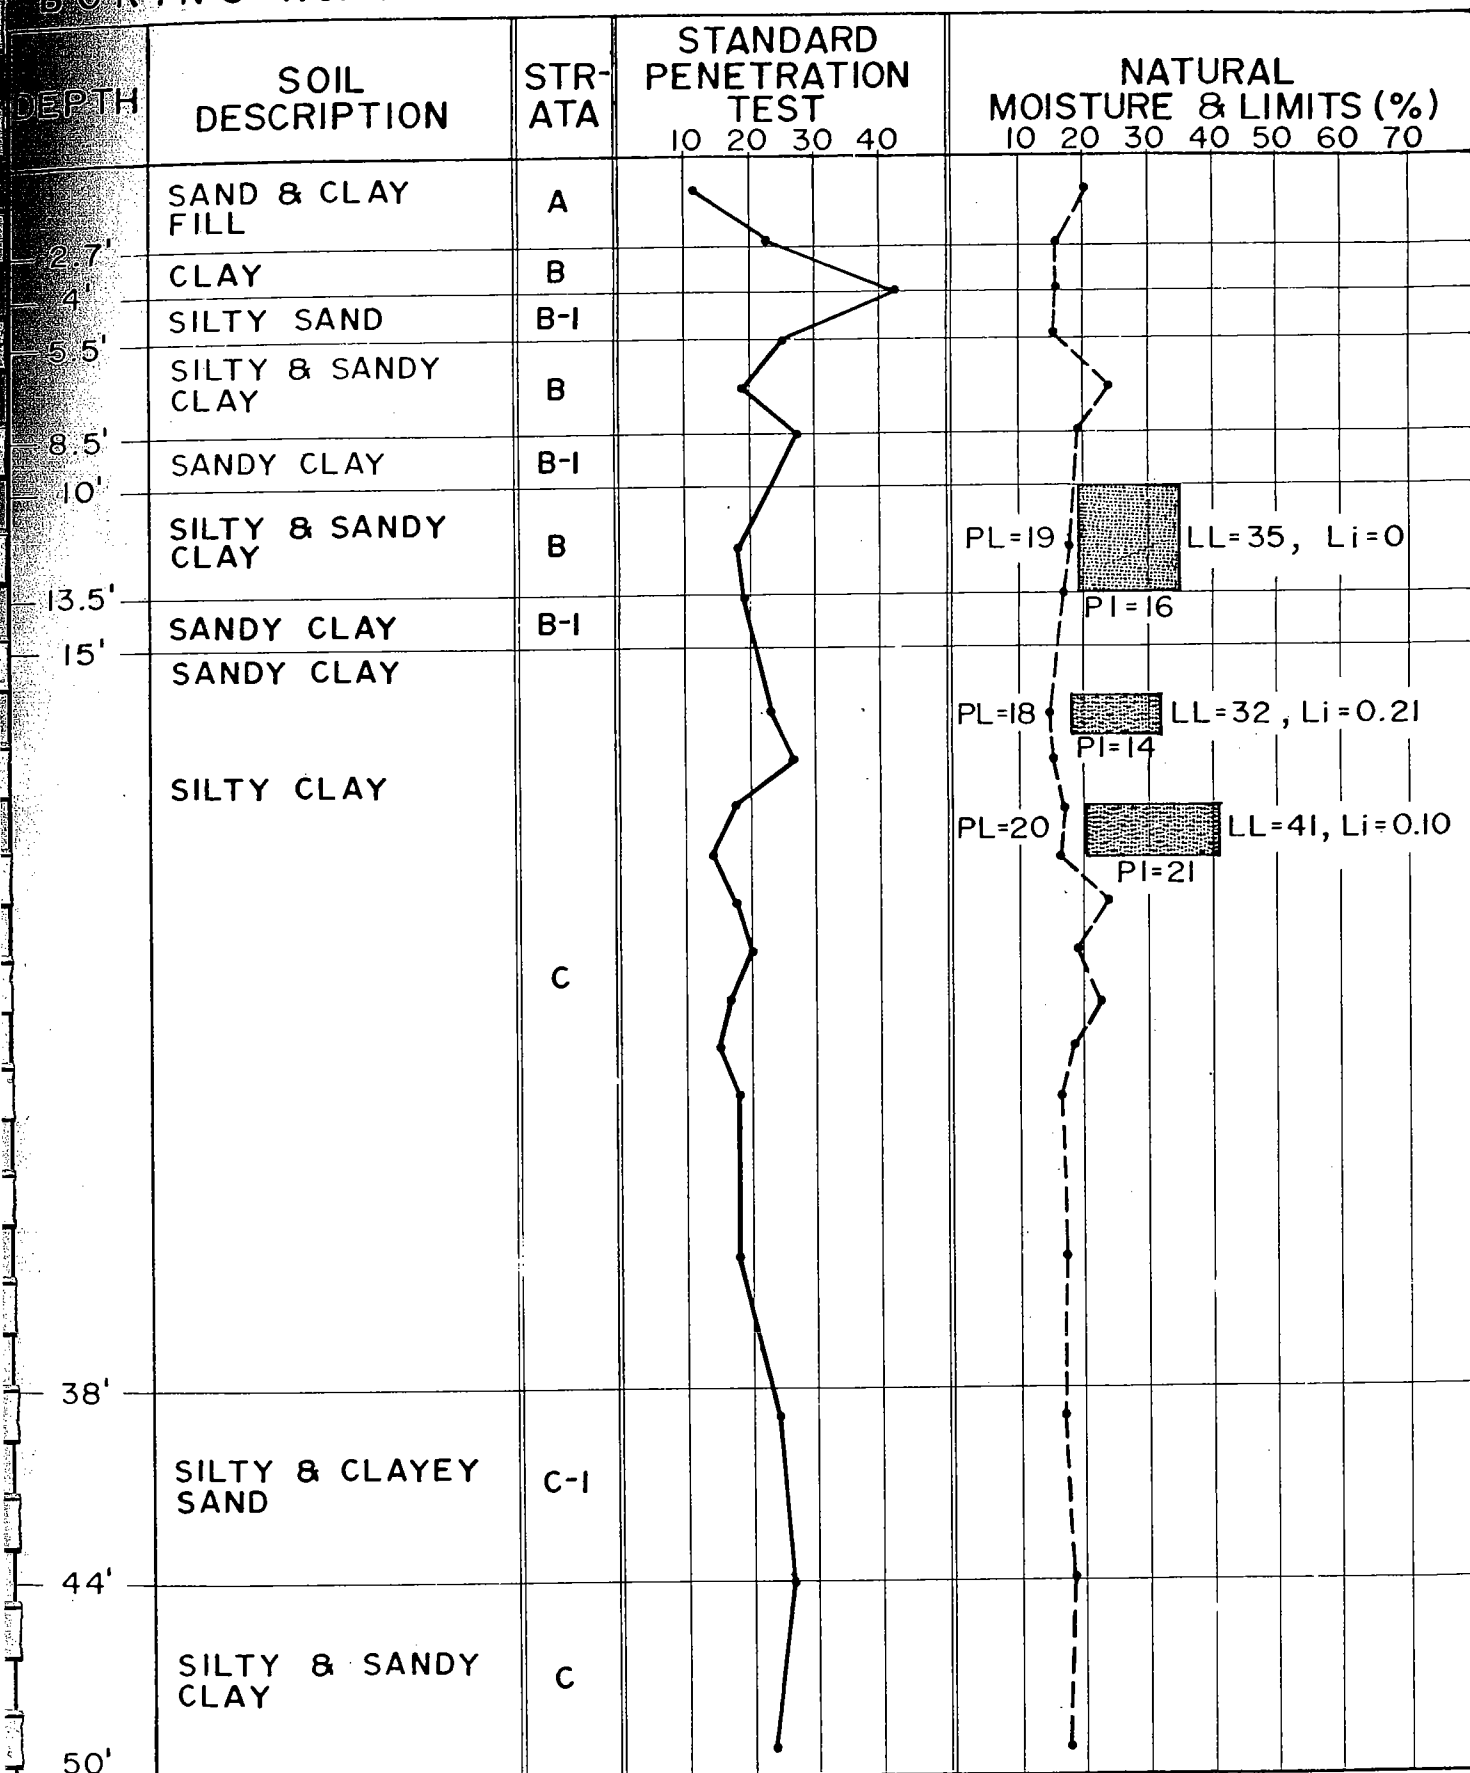 DEPTH
SOIL
DESCRIPTION
STR-
ATA
STANDARD
PENETRATION
TEST
10 20 30 40
NATURAL
MOISTURE & LIMITS (%)
10 20 30 40 50 60 70
SAND & CLAY
FILL
A
2.7'
CLAY
B
4'
SILTY SAND
B-1
5.5'
SILTY & SANDY
CLAY
B
8.5'
SANDY CLAY
B-1
10'
SILTY & SANDY
CLAY
B
PL=19
LL=35, Li=0
PI=16
13.5'
SANDY CLAY
B-1
15'
SANDY CLAY
PL=18
LL=32, Li=0.21
PI=14
SILTY CLAY
PL=20
LL=41, Li=0.10
PI=21
C
38'
SILTY & CLAYEY
SAND
C-1
44'
SILTY & SANDY
CLAY
C
50'